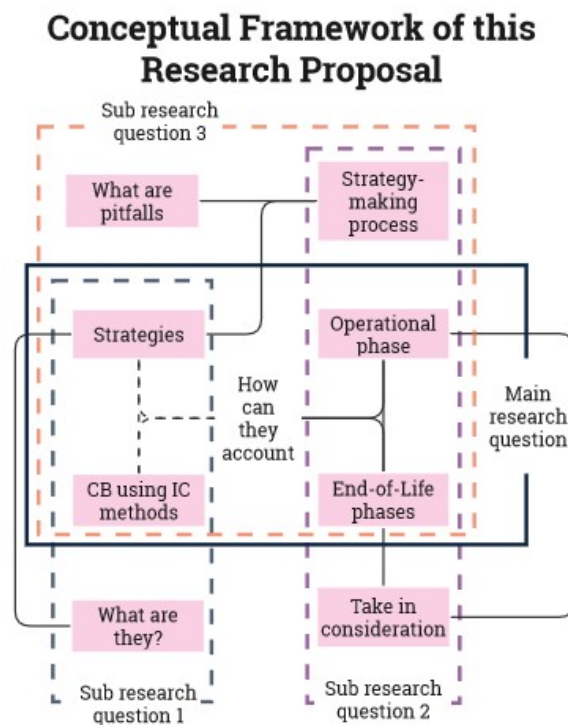 Conceptual Framework of this
Research Proposal
Sub research
question 3
What are
pitfalls
Strategy-
making
process
Strategies
Operational
phase
How
can
they
account
Main
research
question
CB using IC
methods
End-of-Life
phases
What are
they?
Take in
consideration
Sub research
question 1
Sub research
question 2